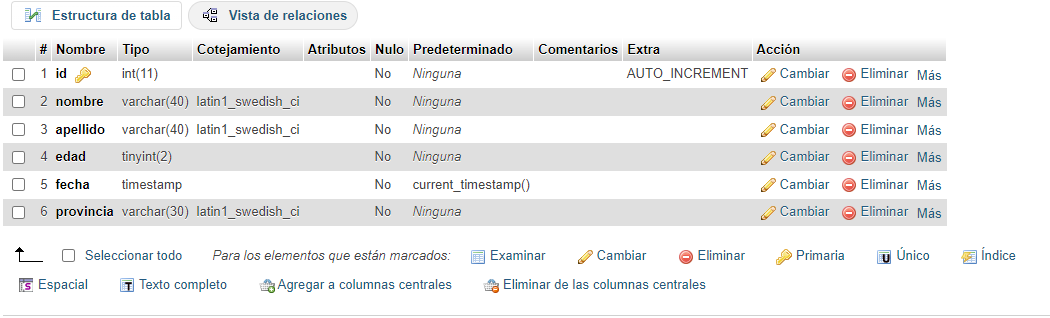 Estructura de tabla Vista de relaciones
# Nombre Tipo Cotejamiento Atributos Nulo Predeterminado Comentarios Extra Acción
1 id int(11) No Ninguna AUTO_INCREMENT Cambiar Eliminar Más
2 nombre varchar(40) latin1_swedish_ci No Ninguna Cambiar Eliminar Más
3 apellido varchar(40) latin1_swedish_ci No Ninguna Cambiar Eliminar Más
4 edad tinyint(2) No Ninguna Cambiar Eliminar Más
5 fecha timestamp No current_timestamp() Cambiar Eliminar Más
6 provincia varchar(30) latin1_swedish_ci No Ninguna Cambiar Eliminar Más
Seleccionar todo Para los elementos que están marcados: Examinar Cambiar Eliminar Primaria U Único Índice
S Espacial T Texto completo Agregar a columnas centrales Eliminar de las columnas centrales